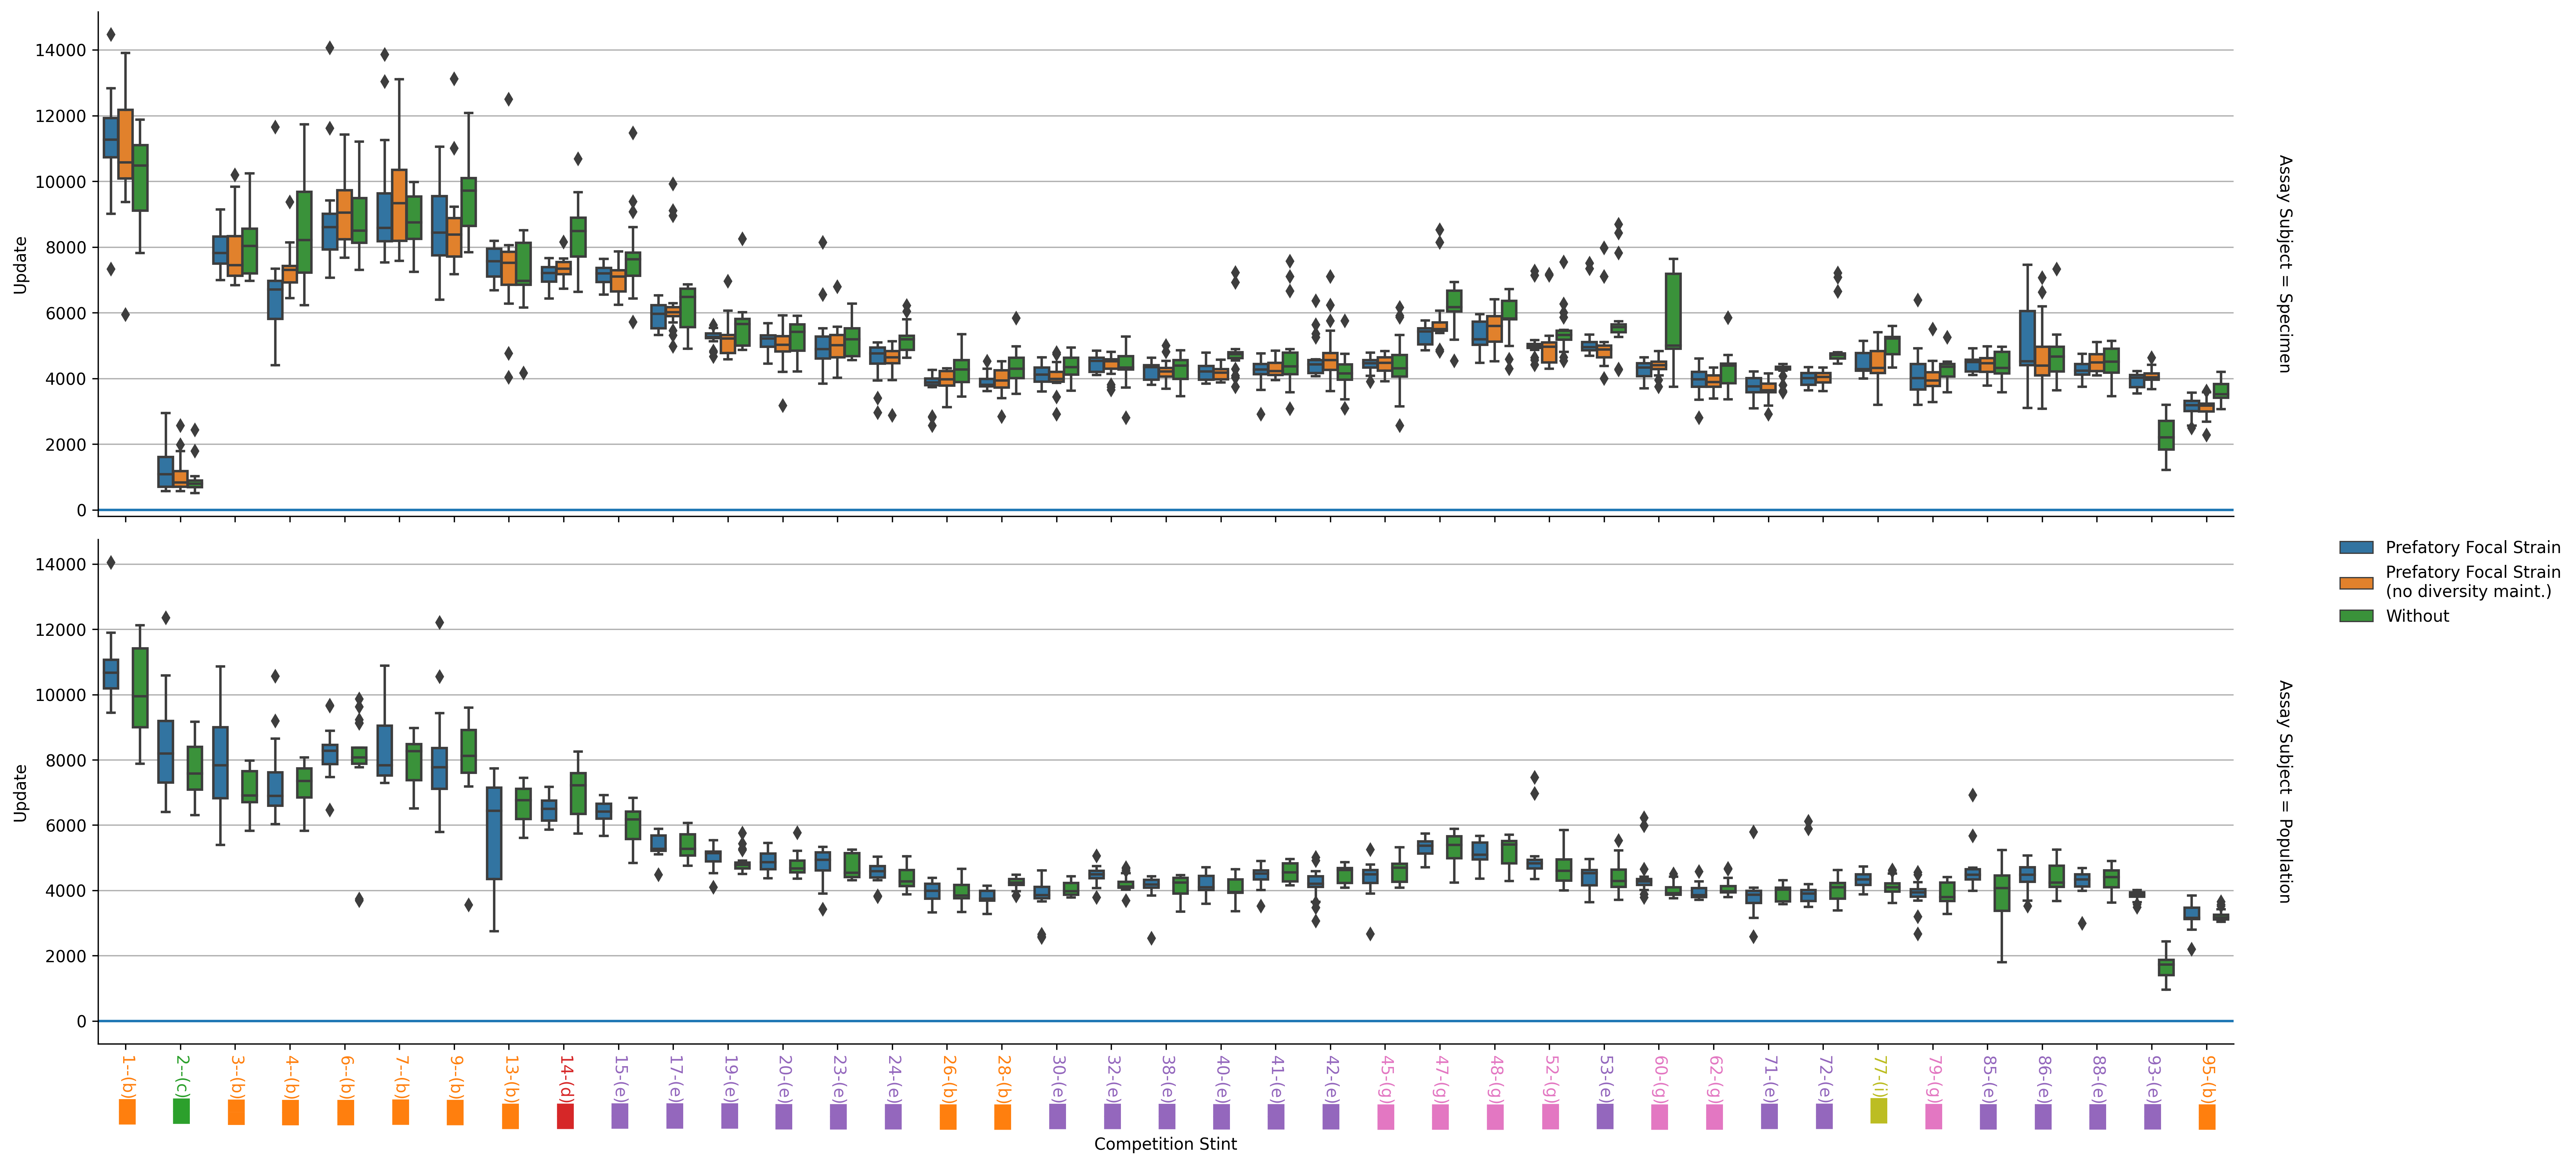 14000
12000
10000
8000
6000
4000
2000
0
Update
Assay Subject = Specimen
14000
12000
10000
8000
6000
4000
2000
0
Update
Assay Subject = Population
Prefatory Focal Strain
Prefatory Focal Strain
(no diversity maint.)
Without
1--(b)
2--(c)
3--(b)
4--(b)
6--(b)
7--(b)
9--(b)
13-(b)
14-(d)
15-(e)
17-(e)
19-(e)
20-(e)
23-(e)
24-(e)
26-(b)
28-(b)
30-(e)
32-(e)
38-(e)
40-(e)
41-(e)
42-(e)
45-(g)
47-(g)
48-(g)
52-(g)
53-(e)
60-(g)
62-(g)
71-(e)
72-(e)
77-(i)
79-(g)
85-(e)
86-(e)
88-(e)
93-(e)
95-(b)
Competition Stint